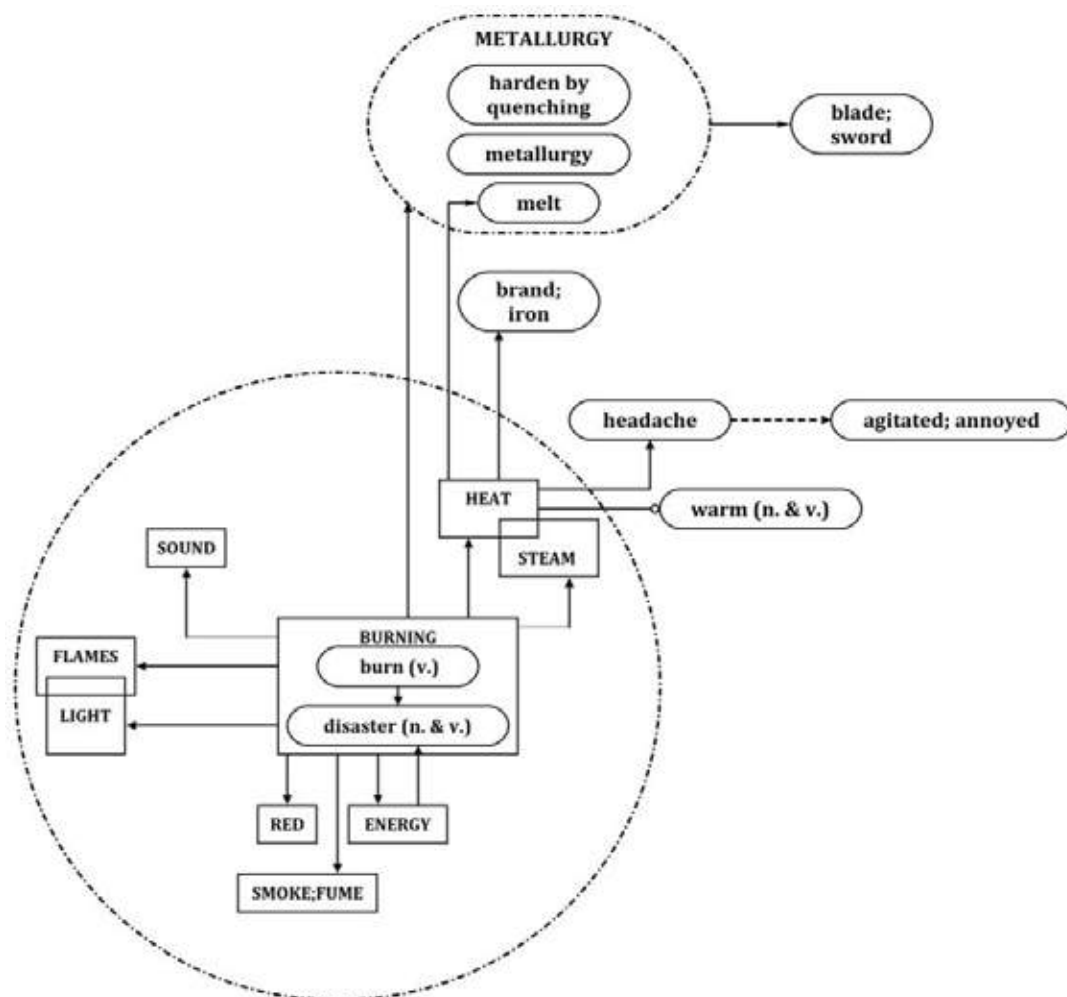 METALLURGY
harden by
quenching
metallurgy
melt
blade;
sword
brand;
iron
headache
agitated; annoyed
HEAT
warm (n. & v.)
STEAM
SOUND
BURNING
burn (v.)
disaster (n. & v.)
FLAMES
LIGHT
RED
ENERGY
SMOKE;FUME